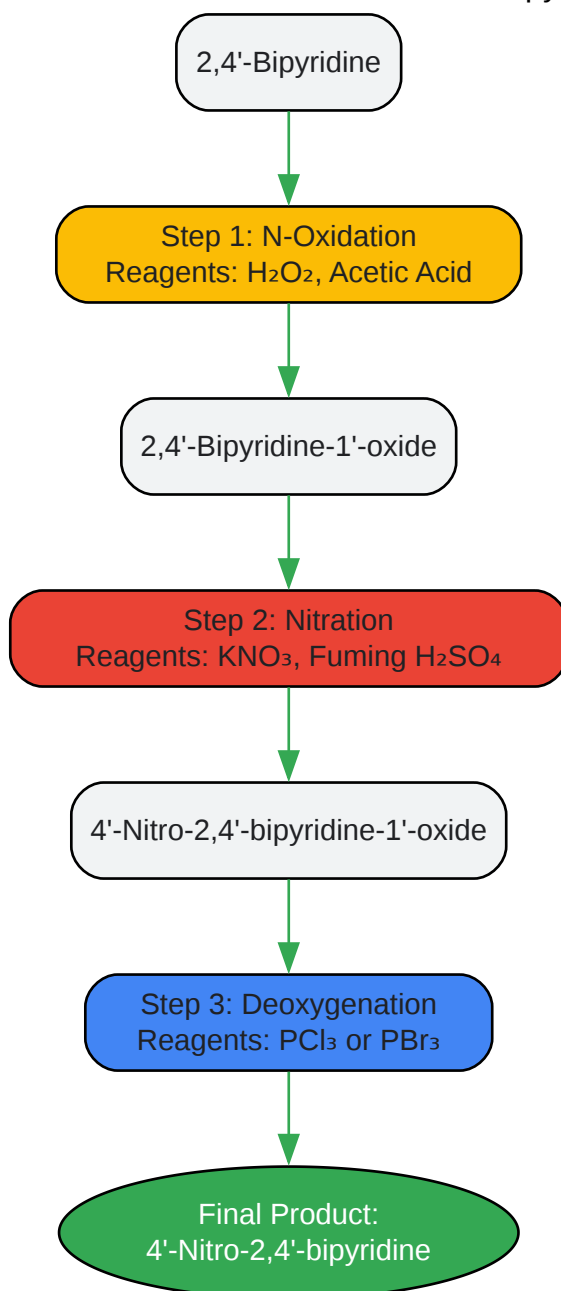 py
2,4'-Bipyridine
Step 1: N-Oxidation
Reagents: H₂O₂, Acetic Acid
2,4'-Bipyridine-1'-oxide
Step 2: Nitration
Reagents: KNO₃, Fuming H₂SO₄
4'-Nitro-2,4'-bipyridine-1'-oxide
Step 3: Deoxygenation
Reagents: PCl₃ or PBr₃
Final Product:
4'-Nitro-2,4'-bipyridine